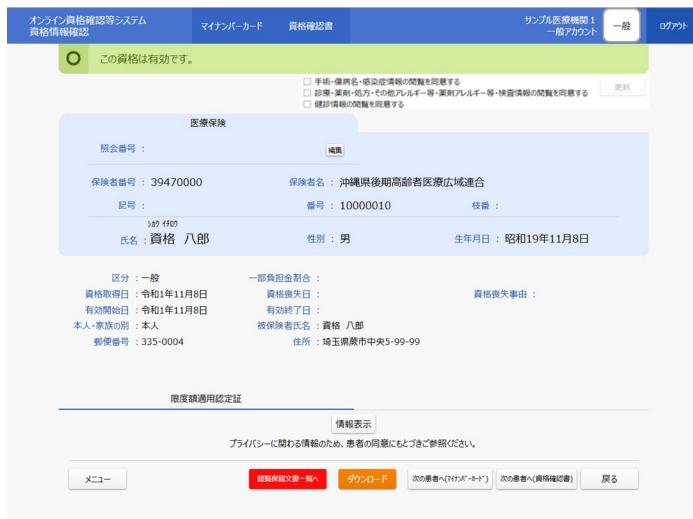 オンライン資格確認等システム
資格情報確認
マイナンバーカード
資格確認書
サンプル医療機関1
一般アカウント
一般
ログアウト
この資格は有効です。
手術・傷病名・感染症情報の閲覧を同意する
診療・薬剤・処方・その他アレルギー等・薬剤アレルギー等・検査情報の閲覧を同意する
健診情報の閲覧を同意する
更新
医療保険
照会番号 :
編集
保険者番号 : 39470000 保険者名 : 沖縄県後期高齢者医療広域連合
記号 : 番号 : 10000010 枝番 :
シカク イチロウ
氏名 : 資格 八郎 性別 : 男 生年月日 : 昭和19年11月8日
区分 : 一般 一部負担金割合 :
資格取得日 : 令和1年11月8日 資格喪失日 : 資格喪失事由 :
有効開始日 : 令和1年11月8日 有効終了日 :
本人・家族の別 : 本人 被保険者氏名 : 資格 八郎
郵便番号 : 335-0004 住所 : 埼玉県蕨市中央5-99-99
限度額適用認定証
情報表示
プライバシーに関わる情報のため、患者の同意にもとづきご参照ください。
メニュー
閲覧保留文書一覧へ
ダウンロード
次の患者へ(マイナンバーカード)
次の患者へ(資格確認書)
戻る